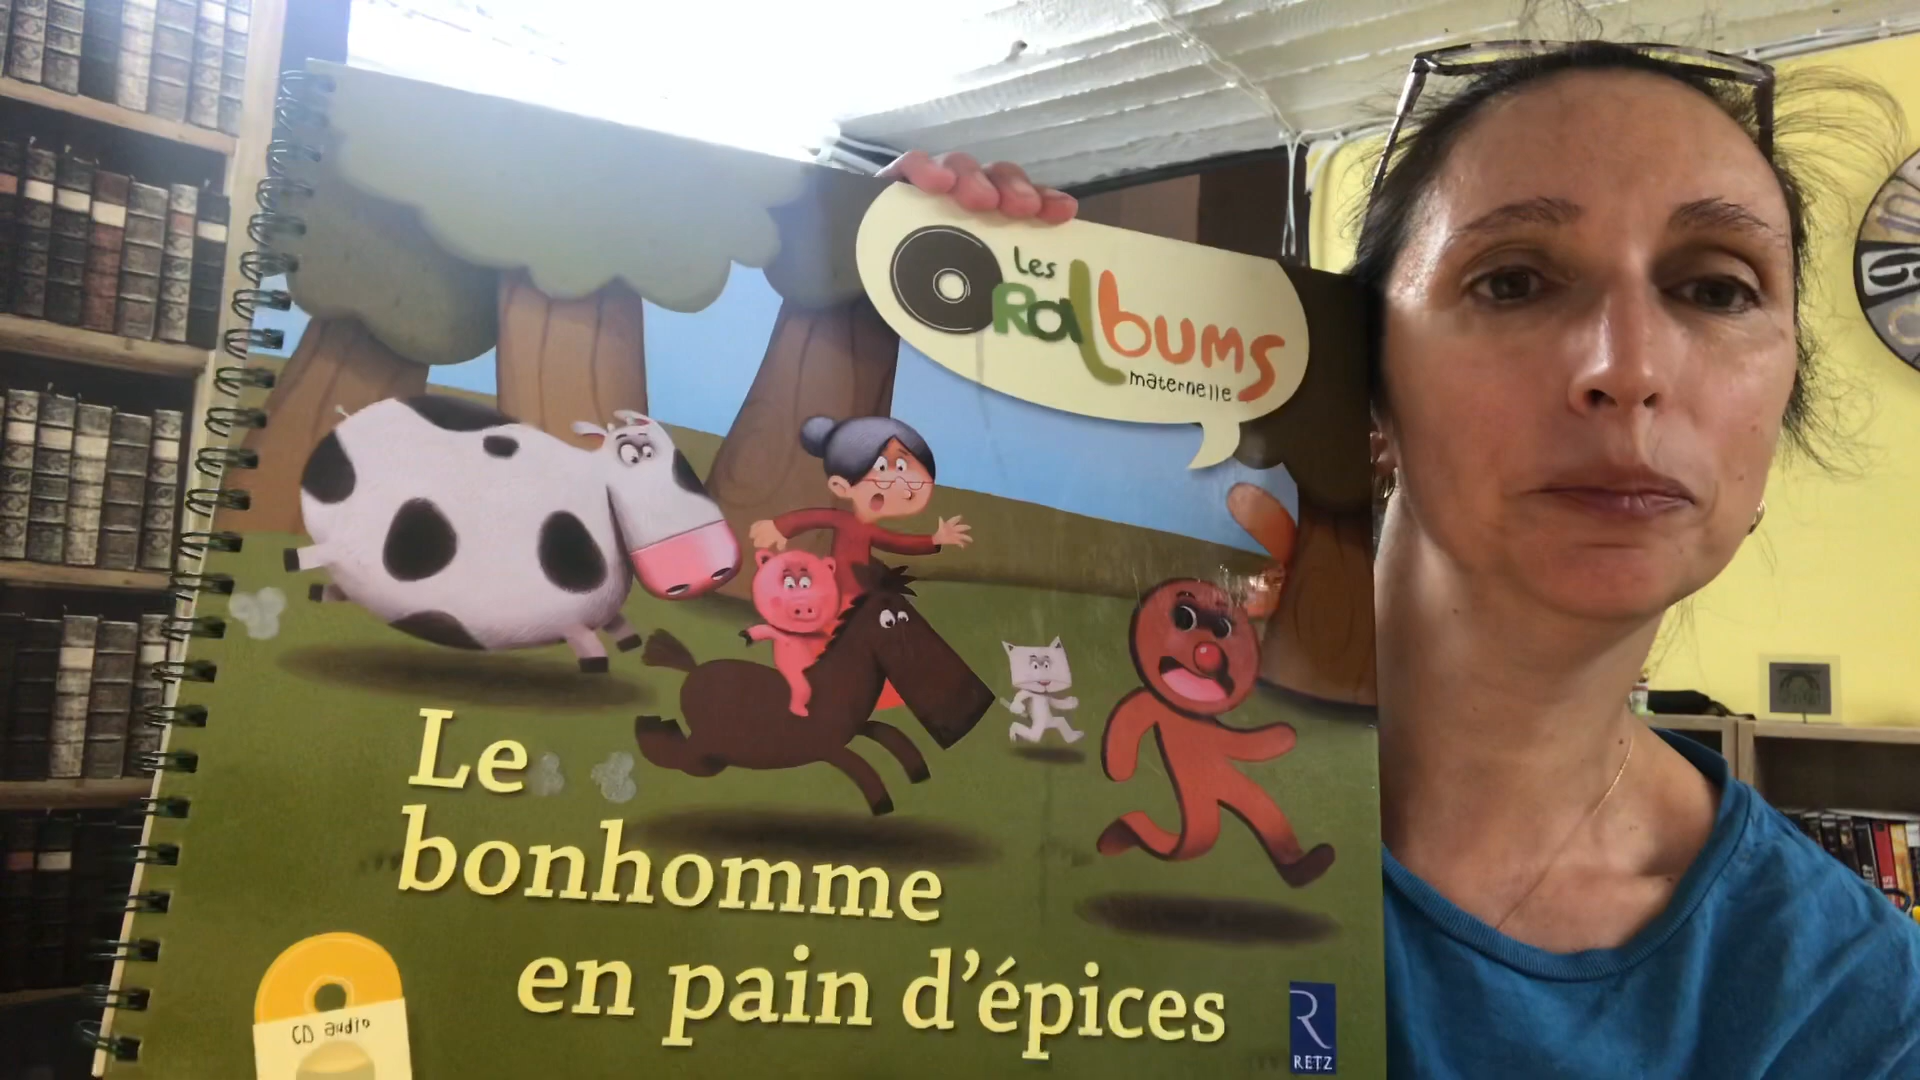 Les
ORalbums
maternelle
Le
bonhomme
en pain d'épices
CD audio
R
RETZ